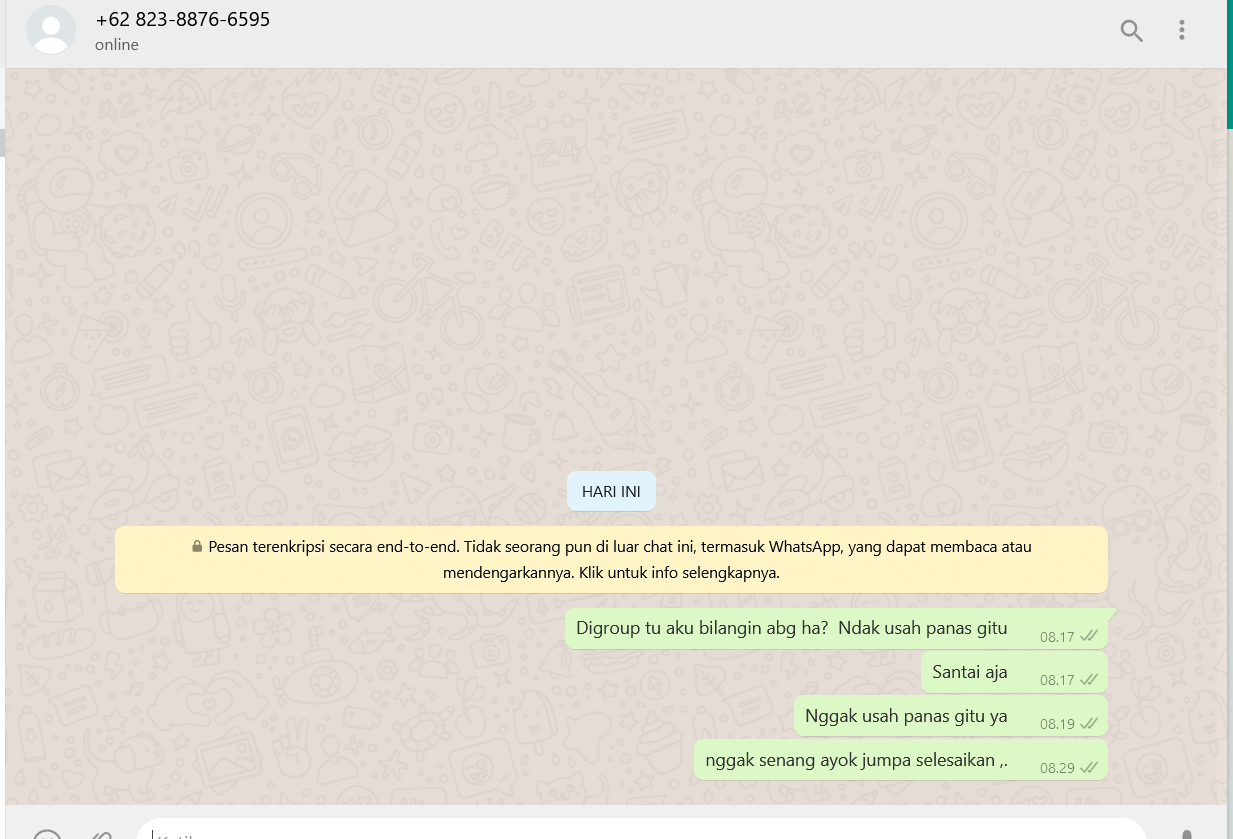 +62 823-8876-6595
online
HARI INI
Pesan terenkripsi secara end-to-end. Tidak seorang pun di luar chat ini, termasuk WhatsApp, yang dapat membaca atau
mendengarkannya. Klik untuk info selengkapnya.
Digroup tu aku bilangin abg ha? Ndak usah panas gitu 08.17
Santai aja 08.17
Nggak usah panas gitu ya 08.19
nggak senang ayok jumpa selesaikan ,. 08.29